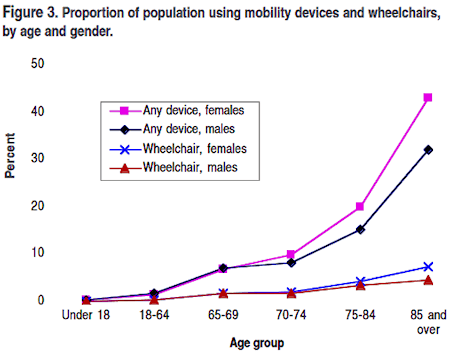 Figure 3. Proportion of population using mobility devices and wheelchairs,
by age and gender.
50
40
30
20
10
0
Percent
Any device, females
Any device, males
Wheelchair, females
Wheelchair, males
Under 18 18-64 65-69 70-74 75-84 85 and
over
Age group